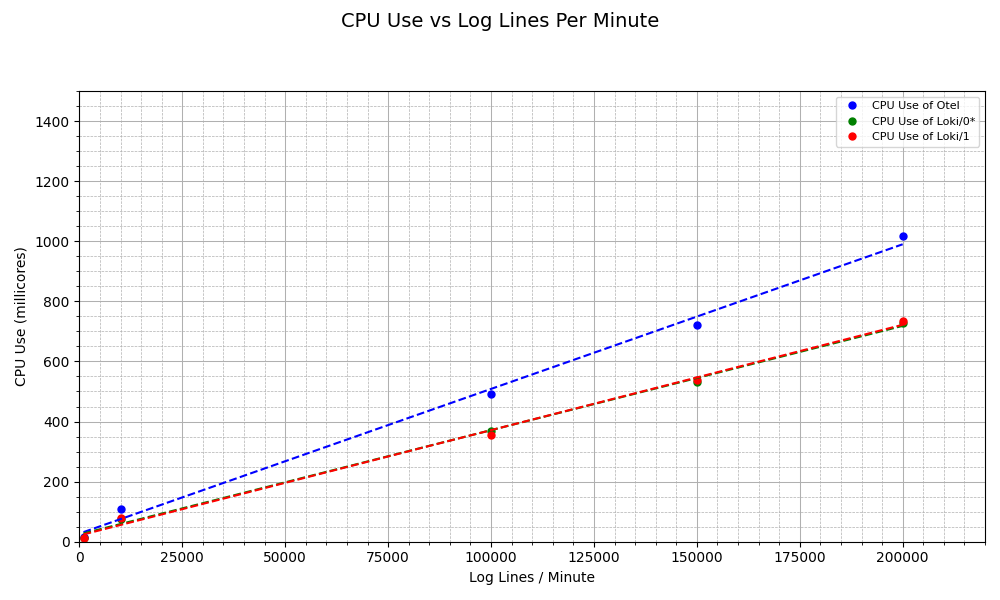 CPU Use vs Log Lines Per Minute
CPU Use of Otel
CPU Use of Loki/0*
CPU Use of Loki/1
CPU Use (millicores)
1400
1200
1000
800
600
400
200
0
0
25000
50000
75000
100000
125000
150000
175000
200000
Log Lines / Minute